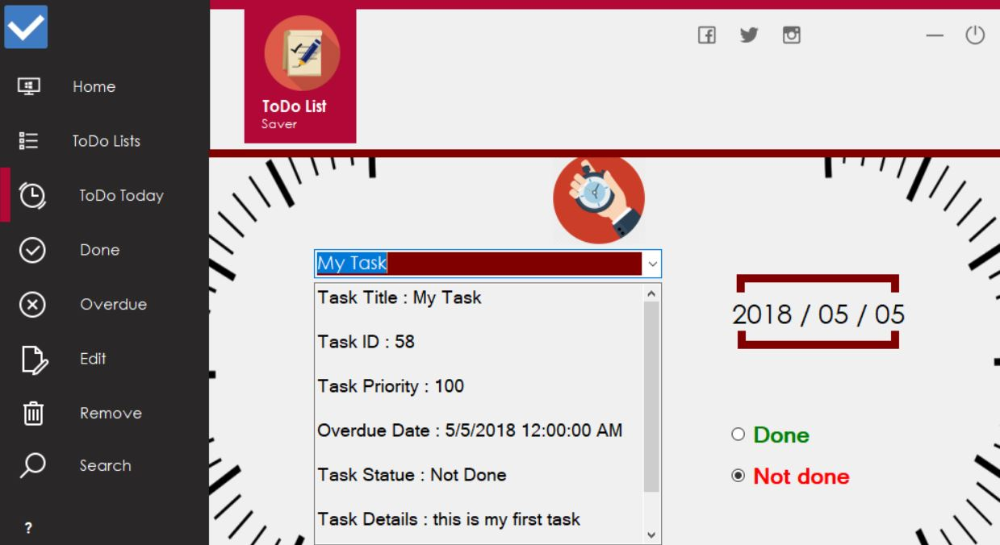 Home
ToDo Lists
ToDo Today
Done
Overdue
Edit
Remove
Search
?
ToDo List
Saver
My Task
Task Title : My Task
Task ID : 58
Task Priority : 100
Overdue Date : 5/5/2018 12:00:00 AM
Task Statue : Not Done
Task Details : this is my first task
2018 / 05 / 05
Done
Not done